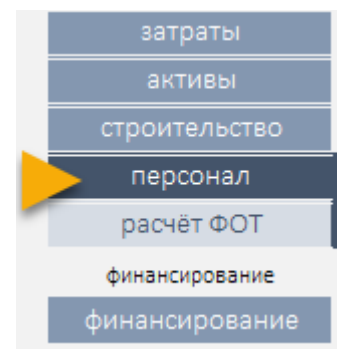 затраты
активы
строительство
персонал
расчёт ФОТ
финансирование
финансирование